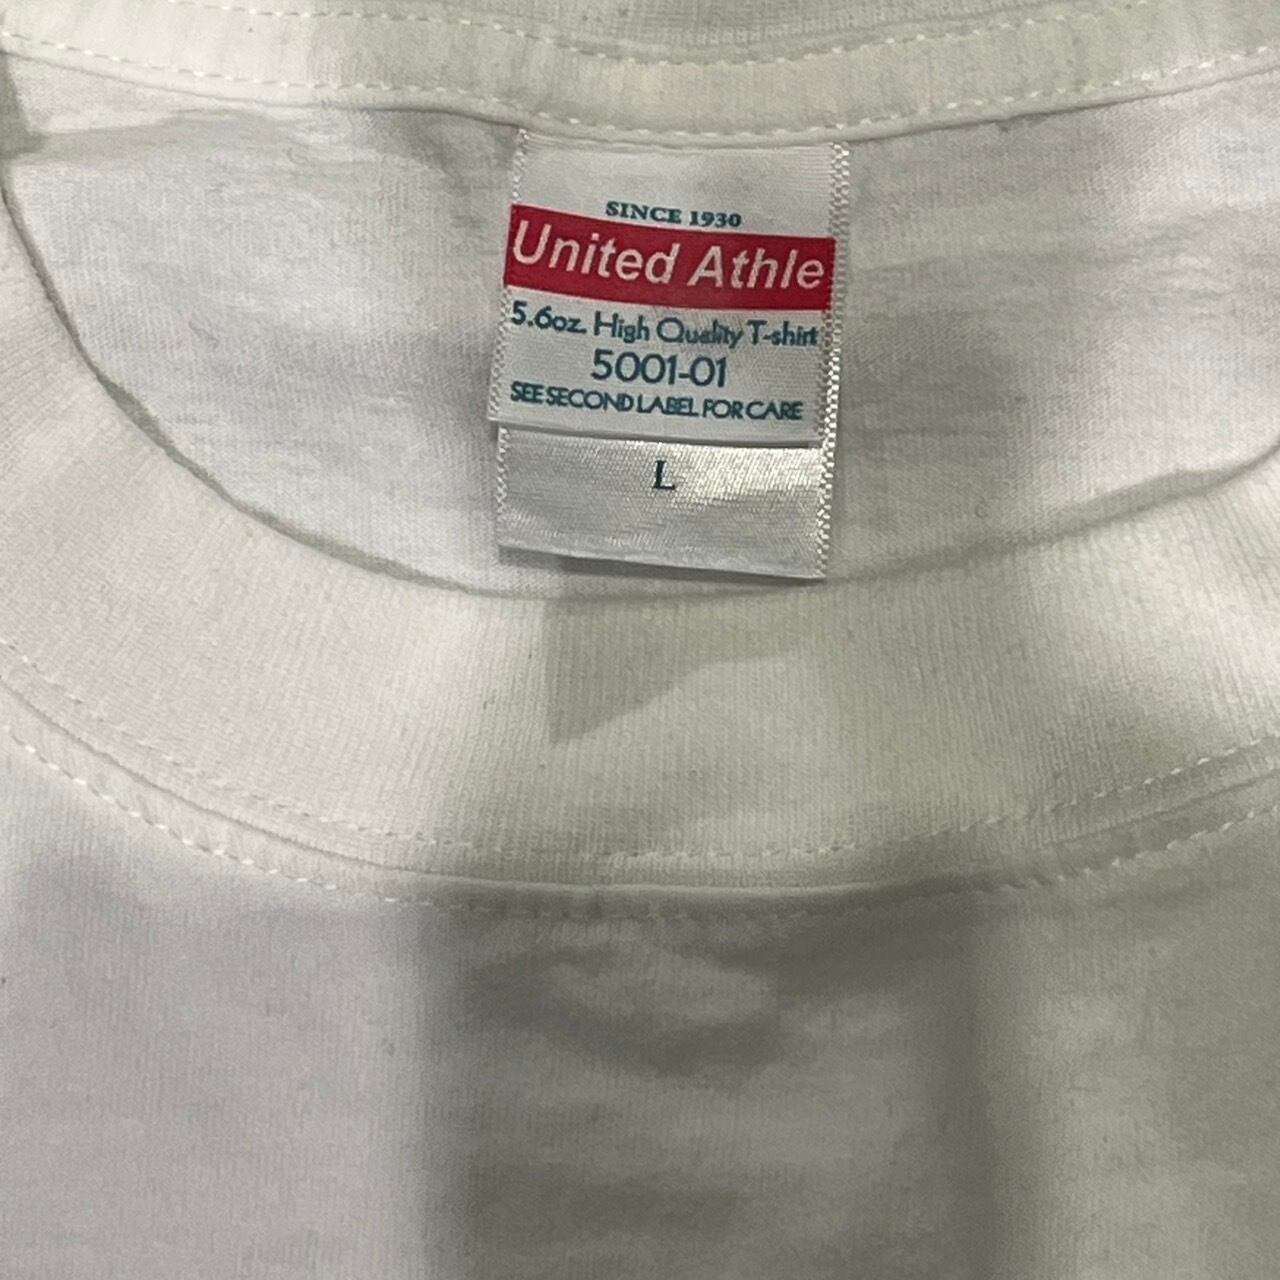 SINCE 1930
United Athle
5.6oz. High Quality T-shirt
5001-01
SEE SECOND LABEL FOR CARE
L